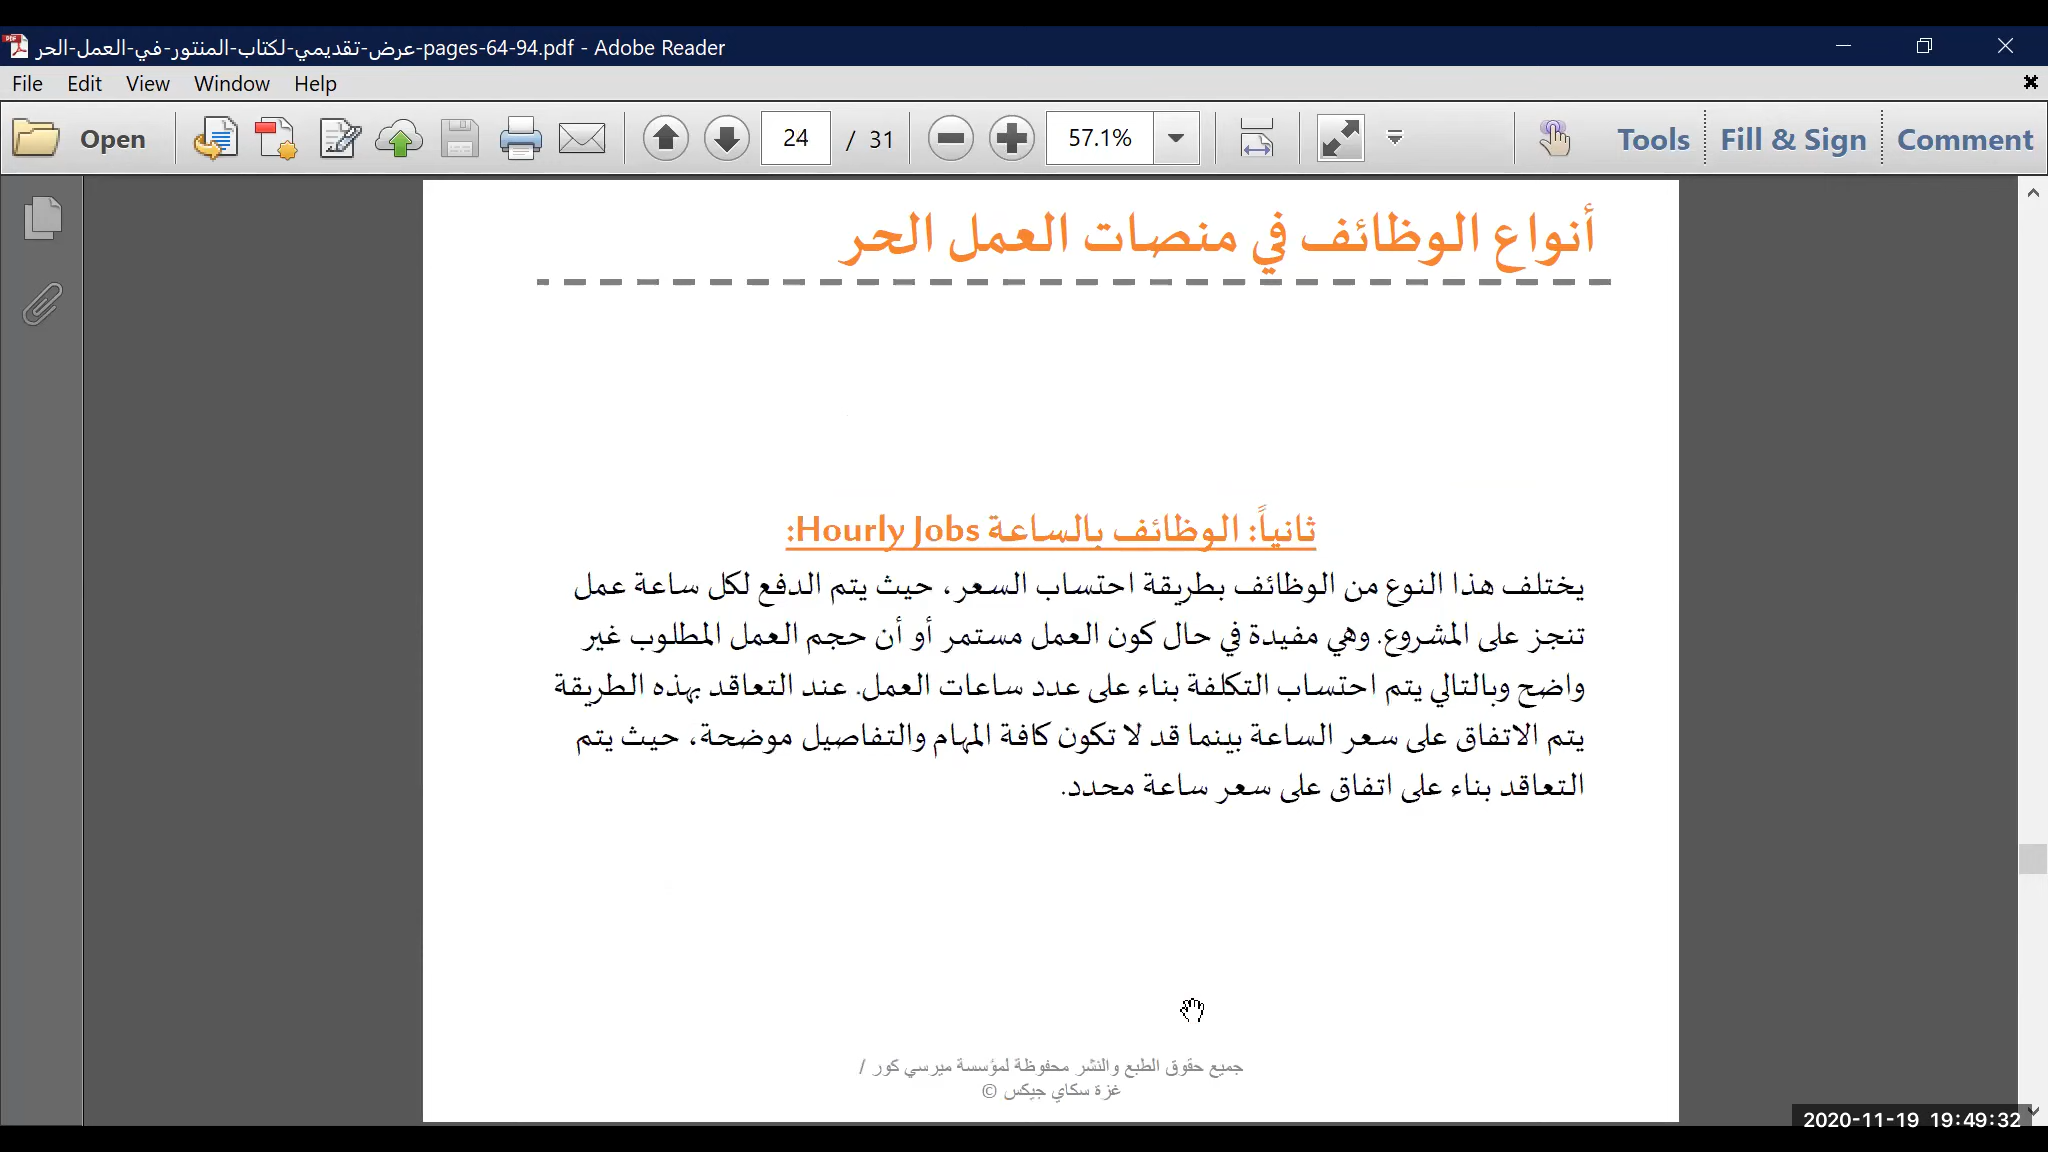 عرض-تقديمي-لكتاب-المنتور-في-العمل-الحر-pages-64-94.pdf - Adobe Reader
File Edit View Window Help
Open 24 / 31 57.1% Tools Fill & Sign Comment
أنواع الوظائف في منصات العمل الحر
ثانياً: الوظائف بالساعة Hourly Jobs:
يختلف هذا النوع من الوظائف بطريقة احتساب السعر، حيث يتم الدفع لكل ساعة عمل
تنجز على المشروع. وهي مفيدة في حال كون العمل مستمر أو أن حجم العمل المطلوب غير
واضح وبالتالي يتم احتساب التكلفة بناء على عدد ساعات العمل. عند التعاقد بهذه الطريقة
يتم الاتفاق على سعر الساعة بينما قد لا تكون كافة المهام والتفاصيل موضحة، حيث يتم
التعاقد بناء على اتفاق على سعر ساعة محدد.
جميع حقوق الطبع والنشر محفوظة لمؤسسة ميرسي كور /
غزة سكاي جيكس ©
2020-11-19 19:49:32